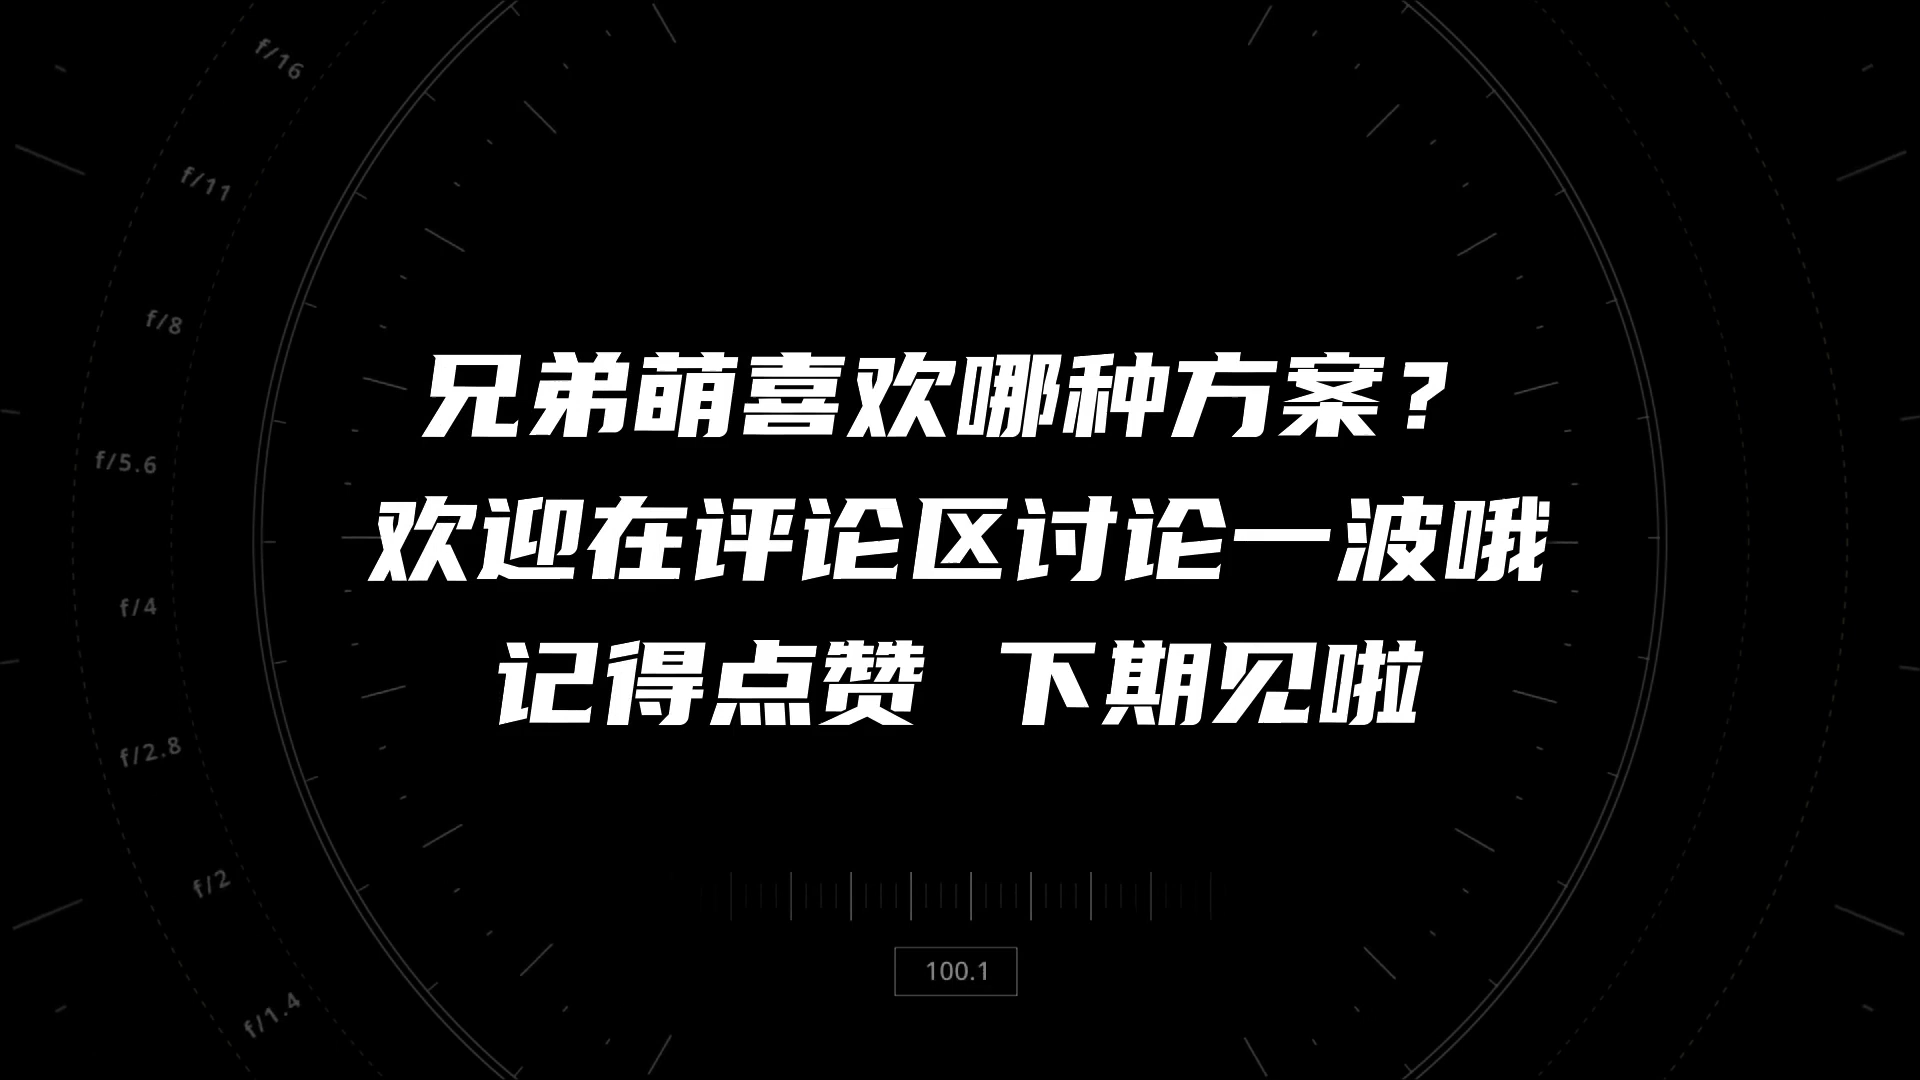 f/16
f/11
f/8
f/5.6
f/4
f/2.8
f/2
f/1.4
兄弟萌喜欢哪种方案？
欢迎在评论区讨论一波哦
记得点赞 下期见啦
100.1